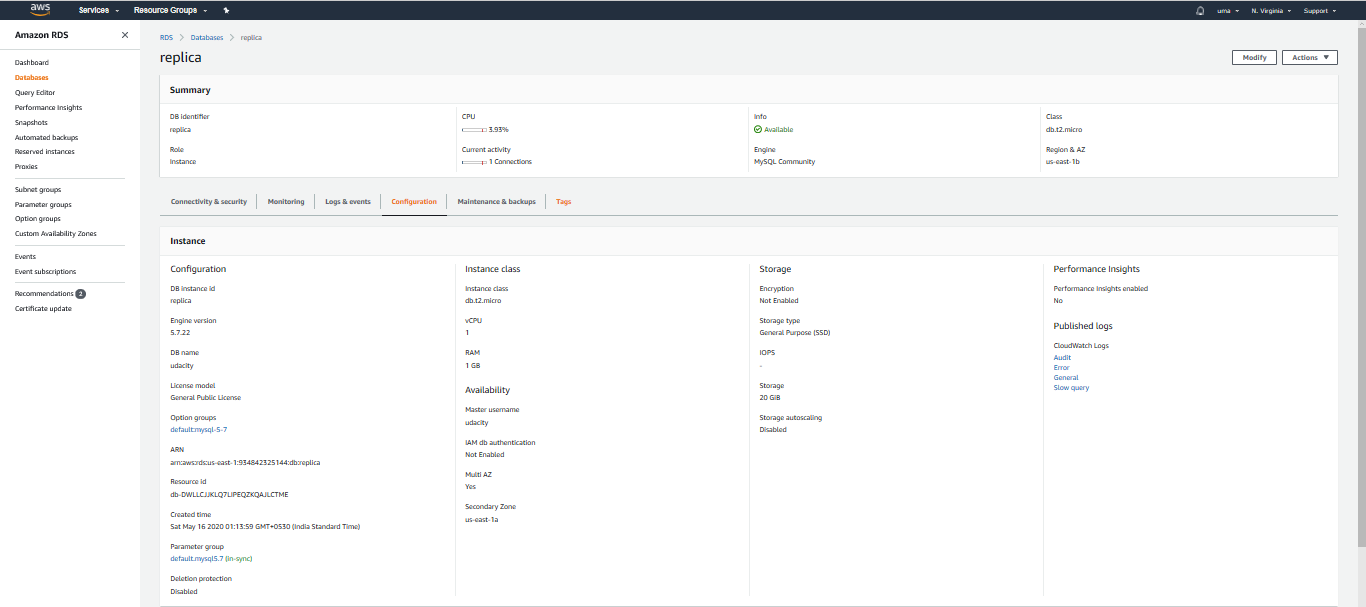 aws
Services
Resource Groups
uma
N. Virginia
Support
Amazon RDS
Dashboard
Databases
Query Editor
Performance Insights
Snapshots
Automated backups
Reserved instances
Proxies
Subnet groups
Parameter groups
Option groups
Custom Availability Zones
Events
Event subscriptions
Recommendations 2
Certificate update
RDS > Databases > replica
replica
Modify
Actions
Summary
DB identifier
replica
CPU
3.93%
Info
Available
Class
db.t2.micro
Role
Instance
Current activity
1 Connections
Engine
MySQL Community
Region & AZ
us-east-1b
Connectivity & security
Monitoring
Logs & events
Configuration
Maintenance & backups
Tags
Instance
Configuration
DB instance id
replica
Engine version
5.7.22
DB name
udacity
License model
General Public License
Option groups
default:mysql-5-7
ARN
arn:aws:rds:us-east-1:934842325144:db:replica
Resource id
db-DWLLCJJKLQ7LIPEQZKQAJLCTME
Created time
Sat May 16 2020 01:13:59 GMT+0530 (India Standard Time)
Parameter group
default.mysql5.7 (in-sync)
Deletion protection
Disabled
Instance class
Instance class
db.t2.micro
vCPU
1
RAM
1 GB
Availability
Master username
udacity
IAM db authentication
Not Enabled
Multi AZ
Yes
Secondary Zone
us-east-1a
Storage
Encryption
Not Enabled
Storage type
General Purpose (SSD)
IOPS
-
Storage
20 GiB
Storage autoscaling
Disabled
Performance Insights
Performance Insights enabled
No
Published logs
CloudWatch Logs
Audit
Error
General
Slow query